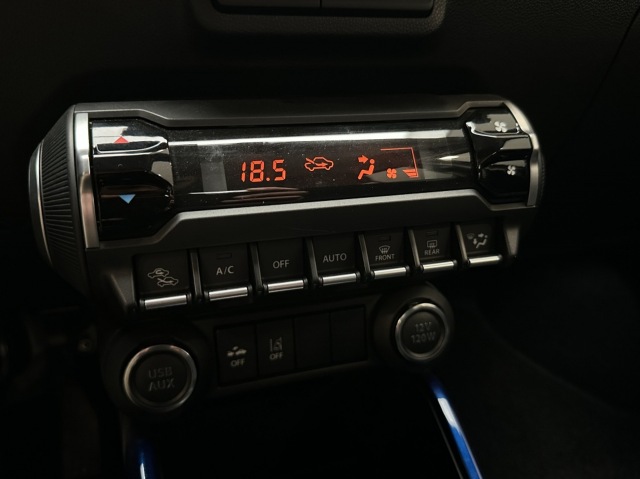 18.5
A/C
OFF
AUTO
FRONT
REAR
OFF
OFF
USB
AUX
12V
120W